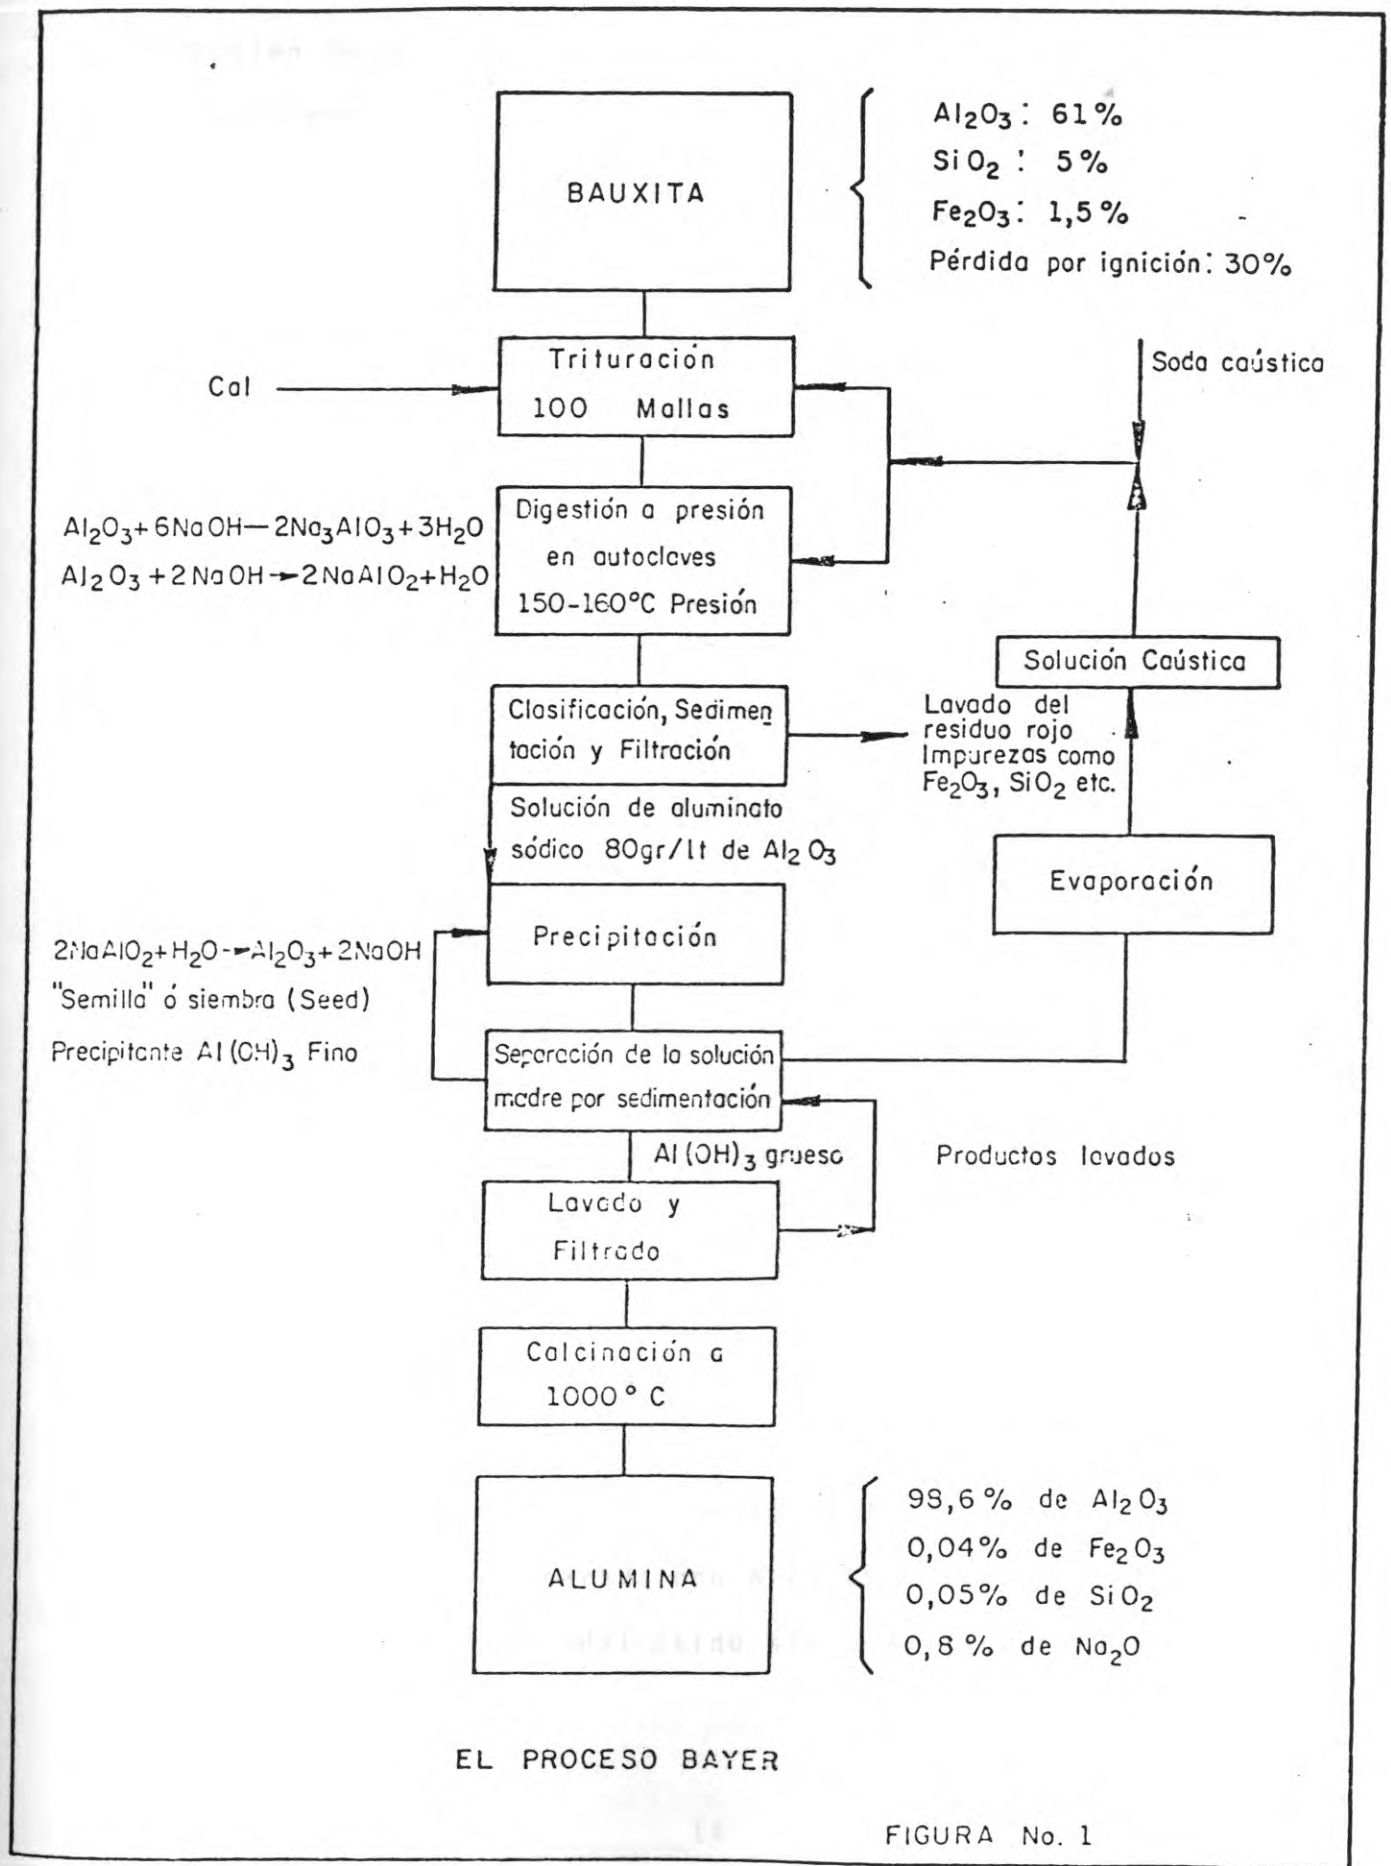 BAUXITA
Al₂O₃: 61%
SiO₂: 5%
Fe₂O₃: 1,5%
Pérdida por ignición: 30%
Cal
Trituración
100 Mallas
Soda caústica
Al₂O₃+6NaOH—2Na₃AlO₃+3H₂O
Al₂O₃+2NaOH→2NaAlO₂+H₂O
Digestión a presión
en autoclaves
150-160°C Presión
Solución Caústica
Clasificación, Sedimen
tación y Filtración
Lavado del
residuo rojo
Impurezas como
Fe₂O₃, SiO₂ etc.
Solución de aluminato
sódico 80gr/lt de Al₂O₃
Evaporación
Precipitación
2NaAlO₂+H₂O→Al₂O₃+2NaOH
"Semilla" ó siembra (Seed)
Precipitante Al(OH)₃ Fino
Separación de la solución
madre por sedimentación
Al(OH)₃ grueso
Productos lavados
Lavado y
Filtrado
Calcinación a
1000°C
ALUMINA
98,6% de Al₂O₃
0,04% de Fe₂O₃
0,05% de SiO₂
0,8% de Na₂O
EL PROCESO BAYER
FIGURA No. 1